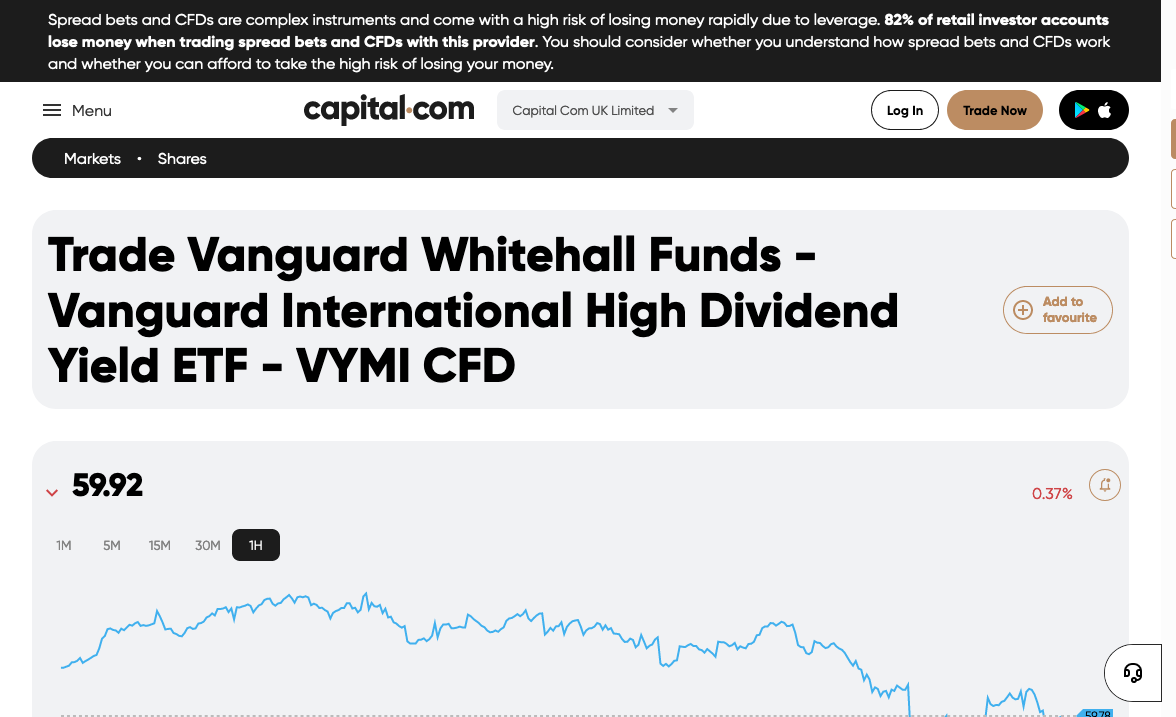 Spread bets and CFDs are complex instruments and come with a high risk of losing money rapidly due to leverage. 82% of retail investor accounts
lose money when trading spread bets and CFDs with this provider. You should consider whether you understand how spread bets and CFDs work
and whether you can afford to take the high risk of losing your money.
Menu
capital.com
Capital Com UK Limited
Log In
Trade Now
Markets • Shares
Trade Vanguard Whitehall Funds -
Vanguard International High Dividend
Yield ETF - VYMI CFD
Add to
favourite
59.92
0.37%
1M 5M 15M 30M 1H
59.78